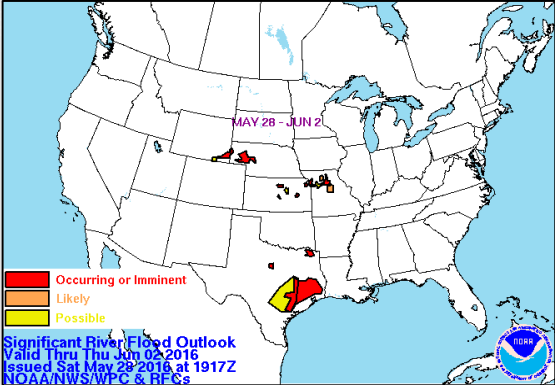 MAY 28 - JUN 2
Occurring or Imminent
Likely
Possible
Significant River Flood Outlook
Valid Thru Thu Jun 02 2016
Issued Sat May 28 2016 at 1917Z
NOAA/NWS/WPC & RFCs
NOAA